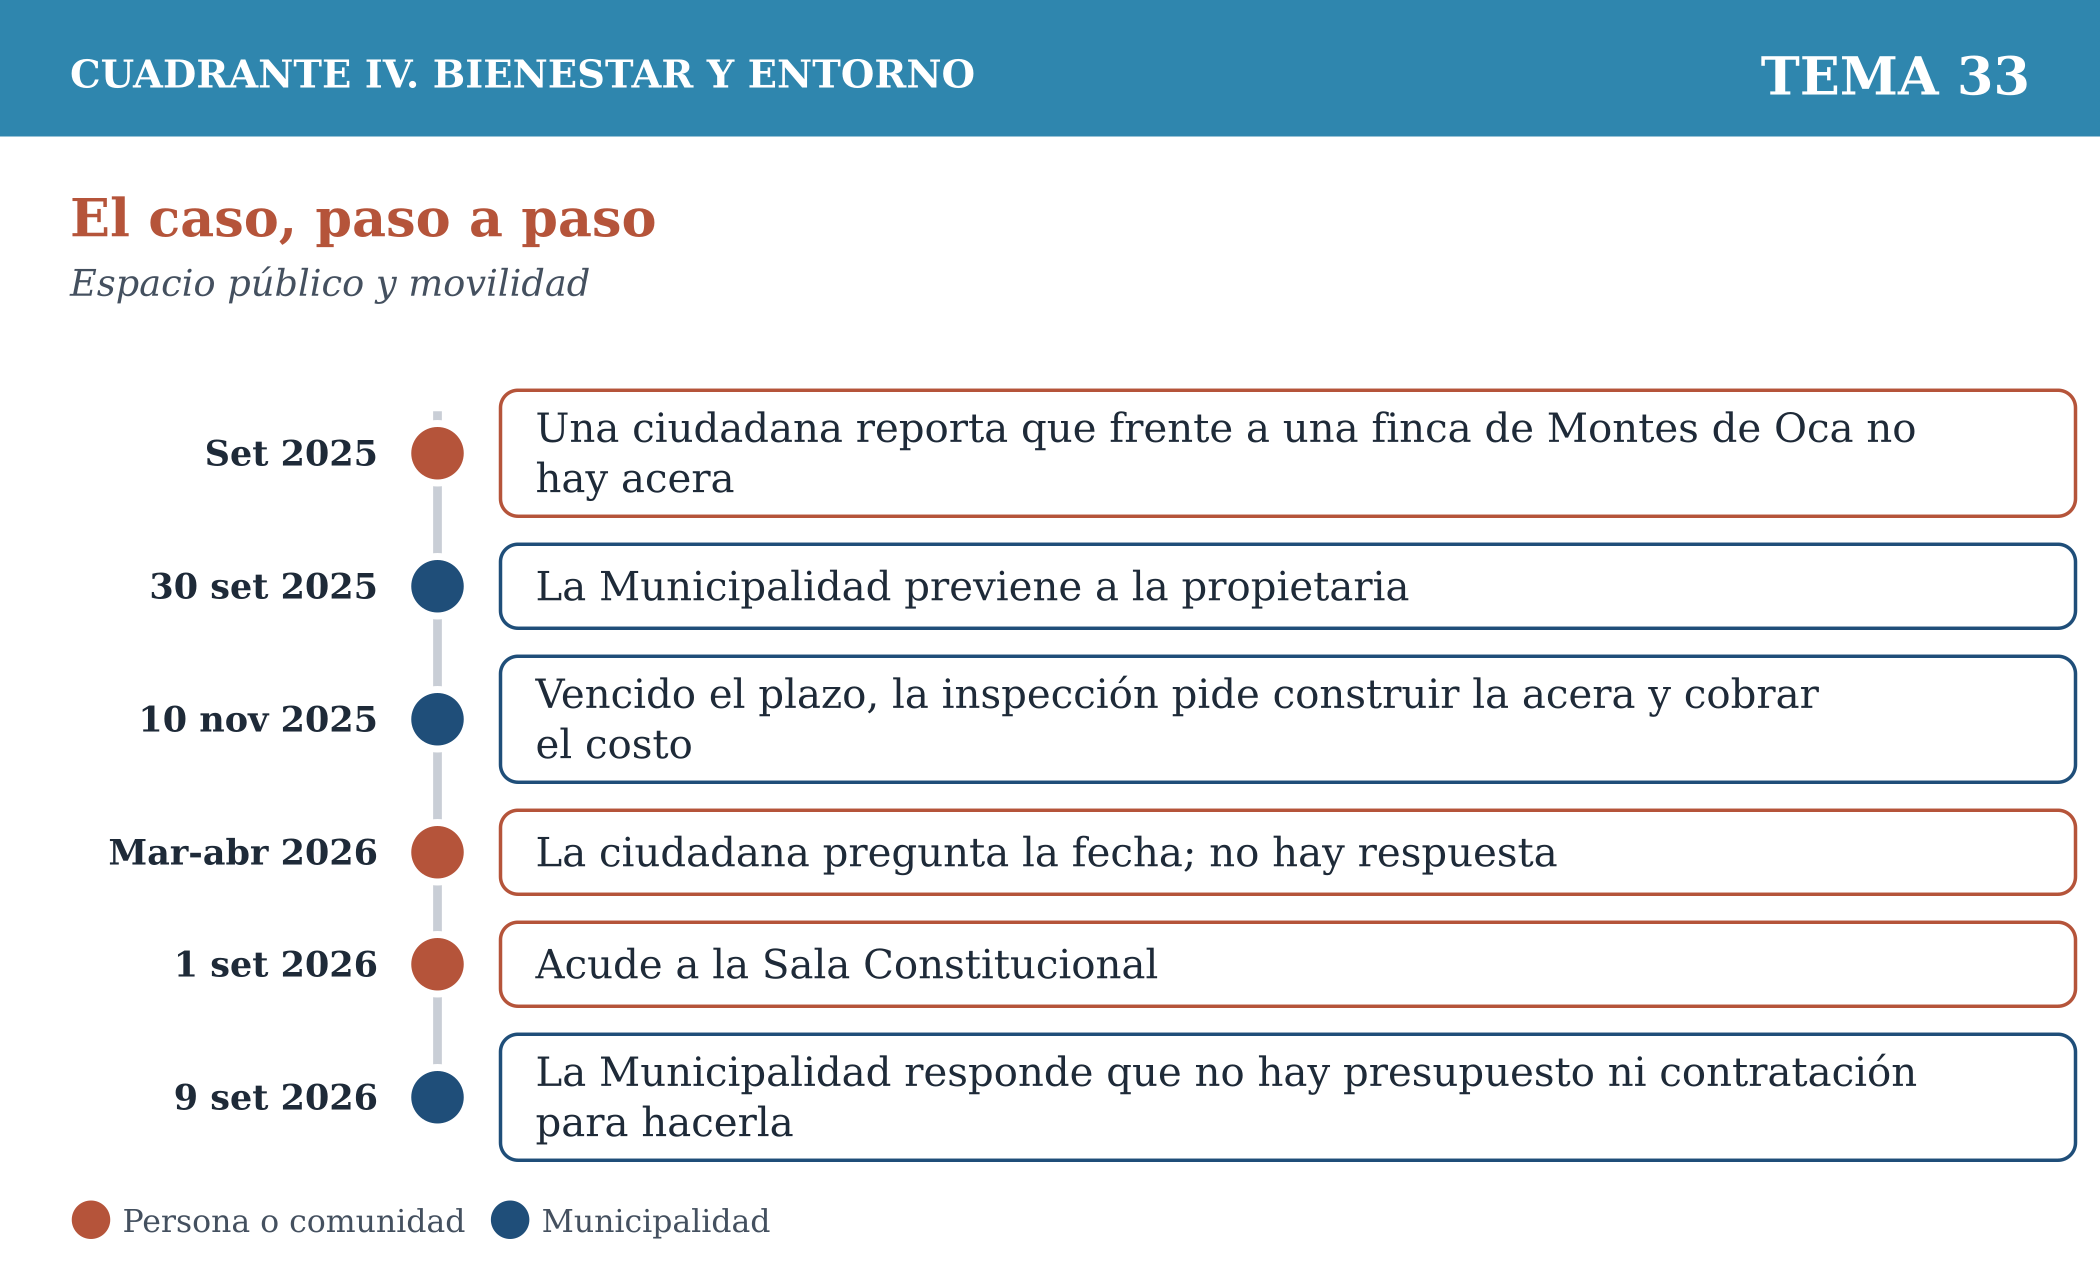 CUADRANTE IV. BIENESTAR Y ENTORNO
TEMA 33
El caso, paso a paso
Espacio público y movilidad
Set 2025
Una ciudadana reporta que frente a una finca de Montes de Oca no
hay acera
30 set 2025
La Municipalidad previene a la propietaria
10 nov 2025
Vencido el plazo, la inspección pide construir la acera y cobrar
el costo
Mar-abr 2026
La ciudadana pregunta la fecha; no hay respuesta
1 set 2026
Acude a la Sala Constitucional
9 set 2026
La Municipalidad responde que no hay presupuesto ni contratación
para hacerla
Persona o comunidad
Municipalidad